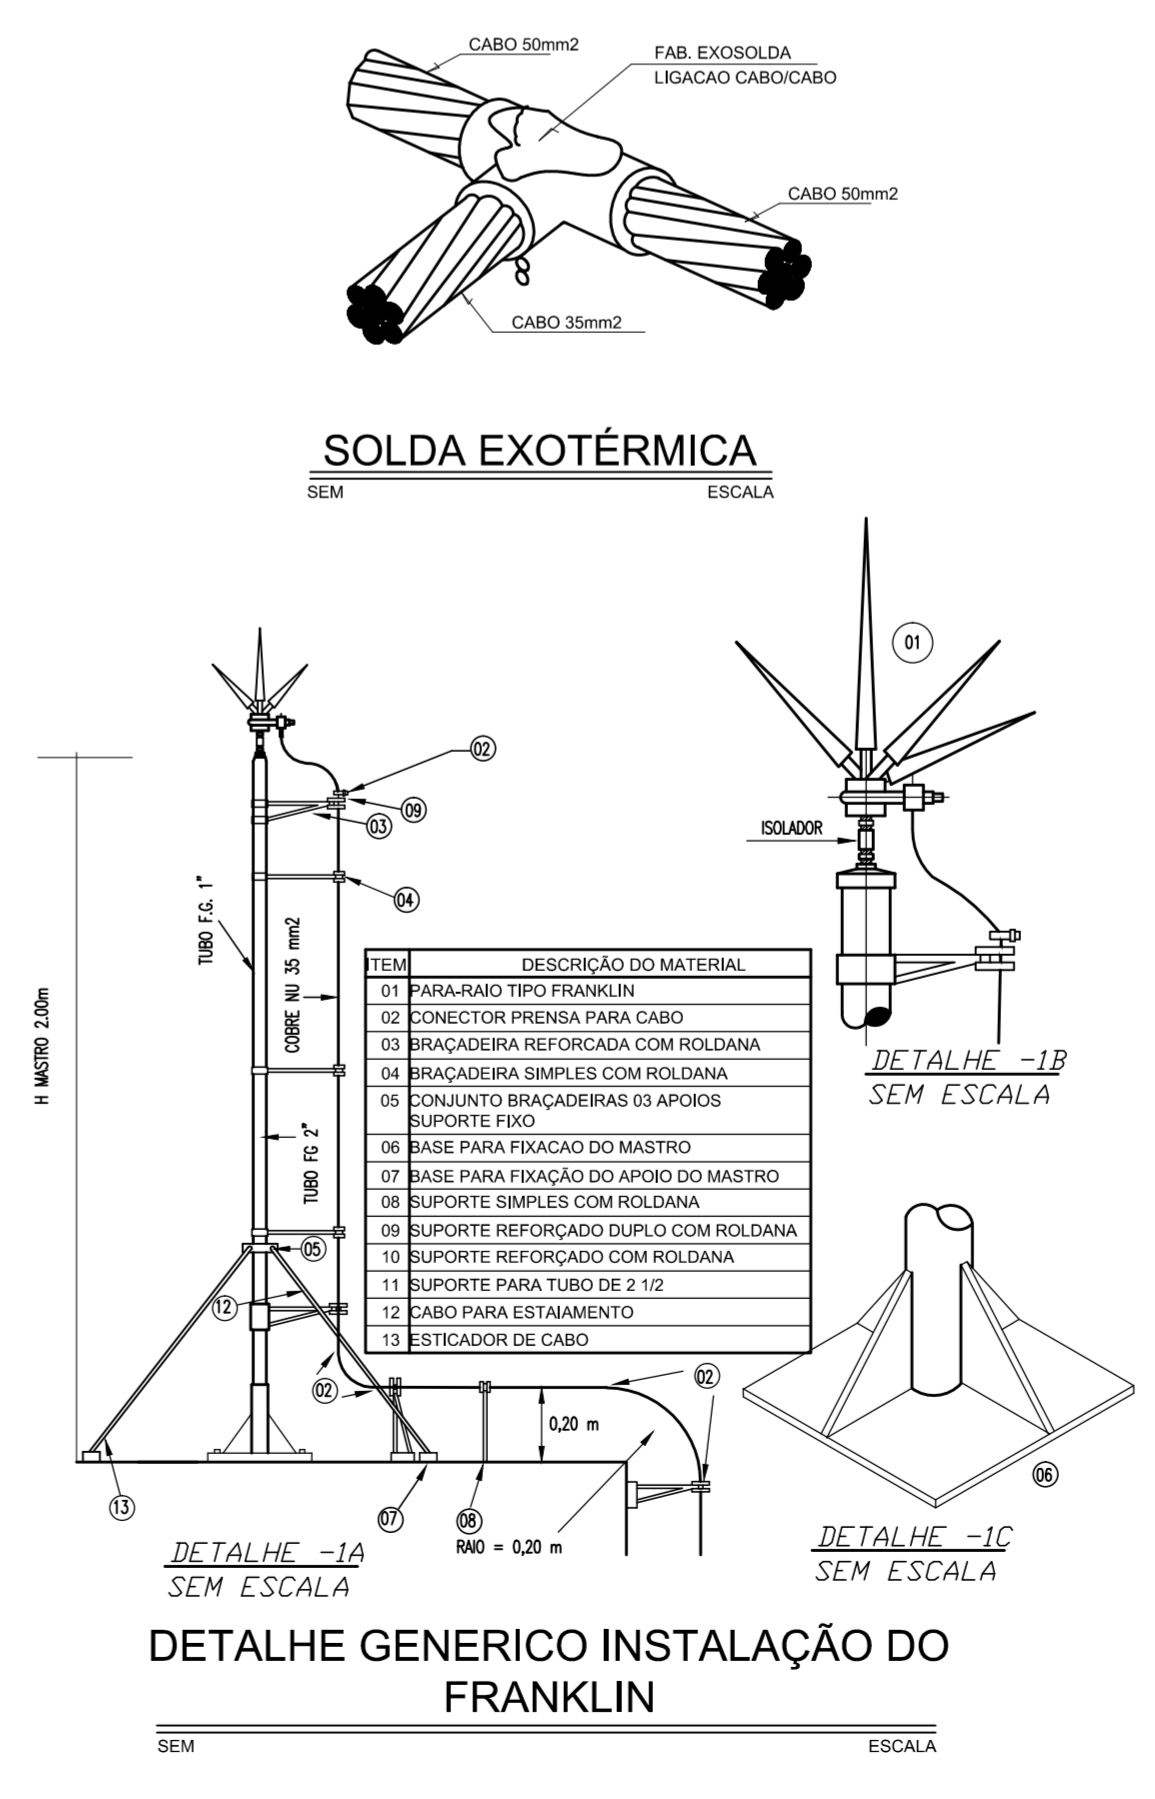 CABO 50mm2
FAB. EXOSOLDA
LIGACAO CABO/CABO
CABO 50mm2
CABO 35mm2
SOLDA EXOTÉRMICA
SEM ESCALA
01
ISOLADOR
DETALHE -1B
SEM ESCALA
02
09
03
04
TUBO F.G. 1"
COBRE NU 35 mm2
H MASTRO 2.00m
TUBO FG 2"
05
12
02
02
0,20 m
13
07
08
RAIO = 0,20 m
ITEM DESCRIÇÃO DO MATERIAL
01 PARA-RAIO TIPO FRANKLIN
02 CONECTOR PRENSA PARA CABO
03 BRAÇADEIRA REFORCADA COM ROLDANA
04 BRAÇADEIRA SIMPLES COM ROLDANA
05 CONJUNTO BRAÇADEIRAS 03 APOIOS
SUPORTE FIXO
06 BASE PARA FIXACAO DO MASTRO
07 BASE PARA FIXAÇÃO DO APOIO DO MASTRO
08 SUPORTE SIMPLES COM ROLDANA
09 SUPORTE REFORÇADO DUPLO COM ROLDANA
10 SUPORTE REFORÇADO COM ROLDANA
11 SUPORTE PARA TUBO DE 2 1/2
12 CABO PARA ESTAIAMENTO
13 ESTICADOR DE CABO
06
DETALHE -1A
SEM ESCALA
DETALHE -1C
SEM ESCALA
DETALHE GENERICO INSTALAÇÃO DO
FRANKLIN
SEM ESCALA